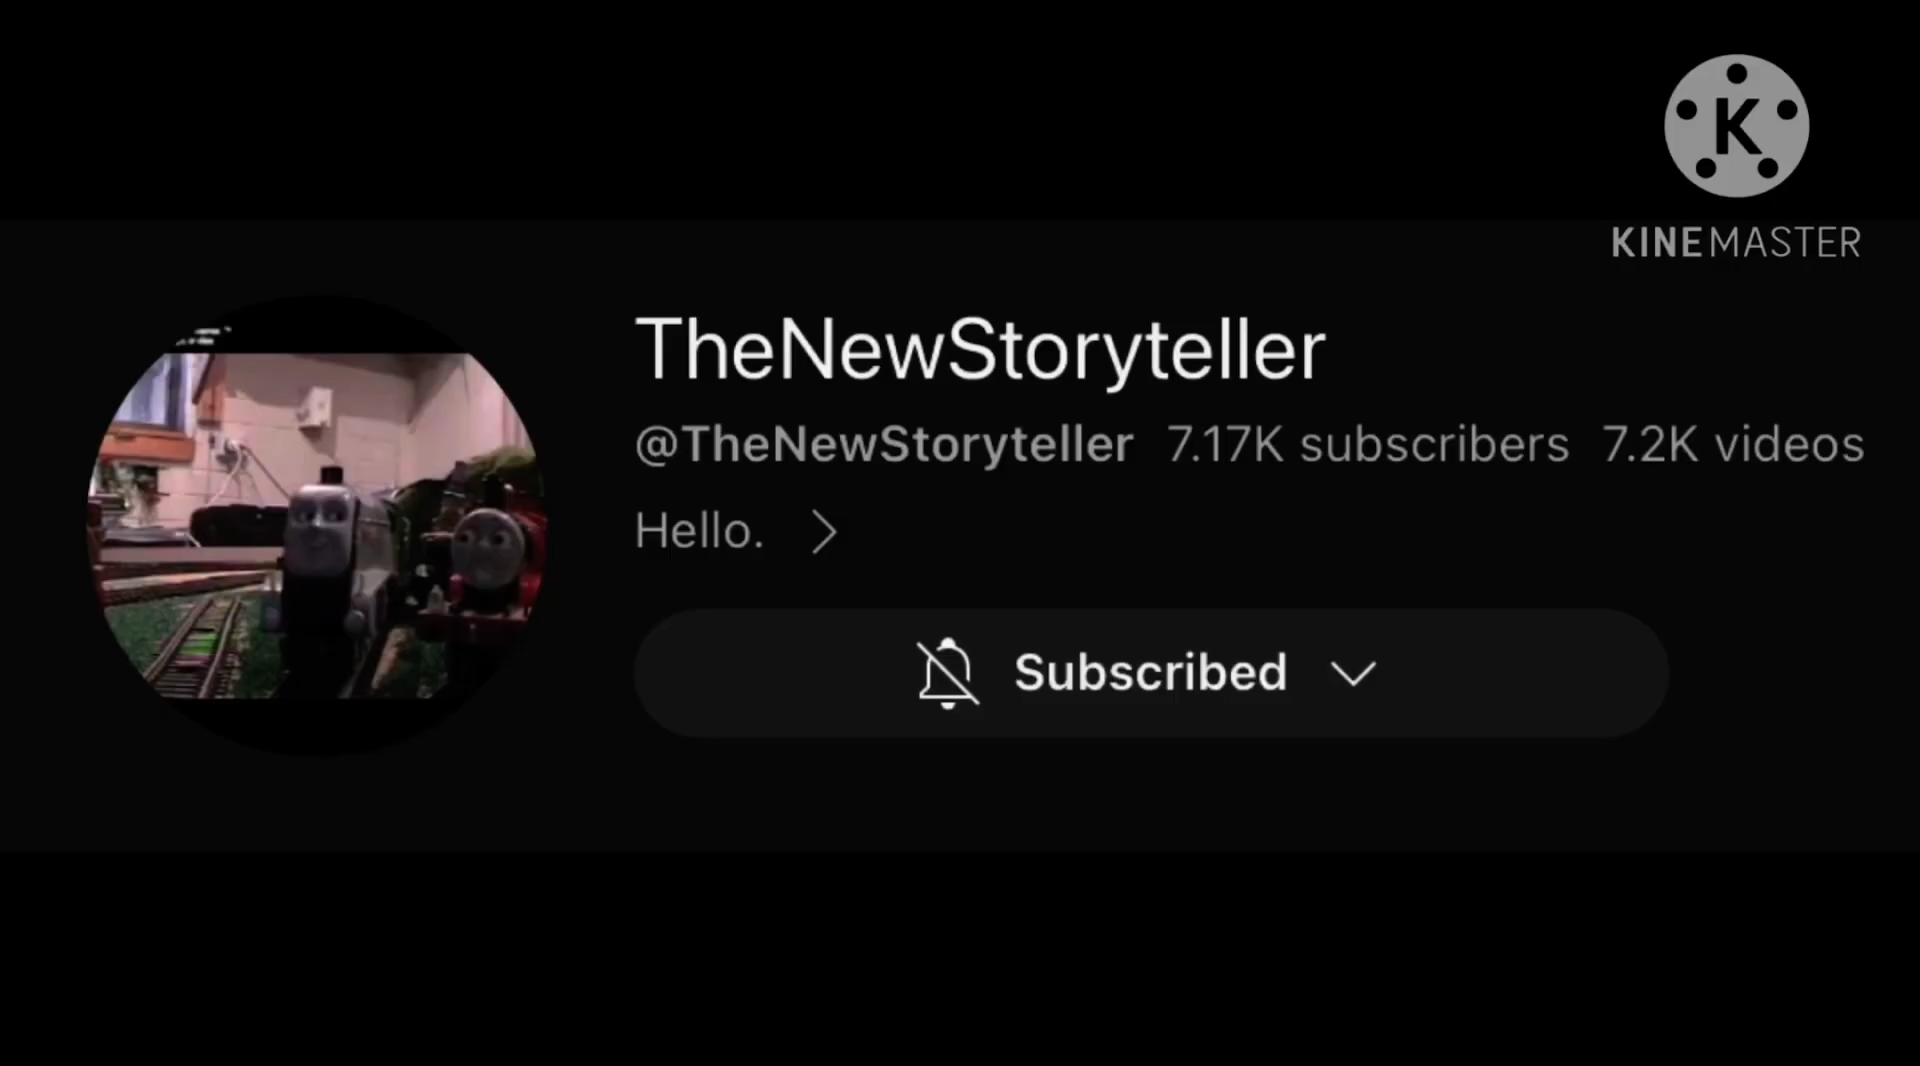 K
KINEMASTER
TheNewStoryteller
@TheNewStoryteller 7.17K subscribers 7.2K videos
Hello.
Subscribed